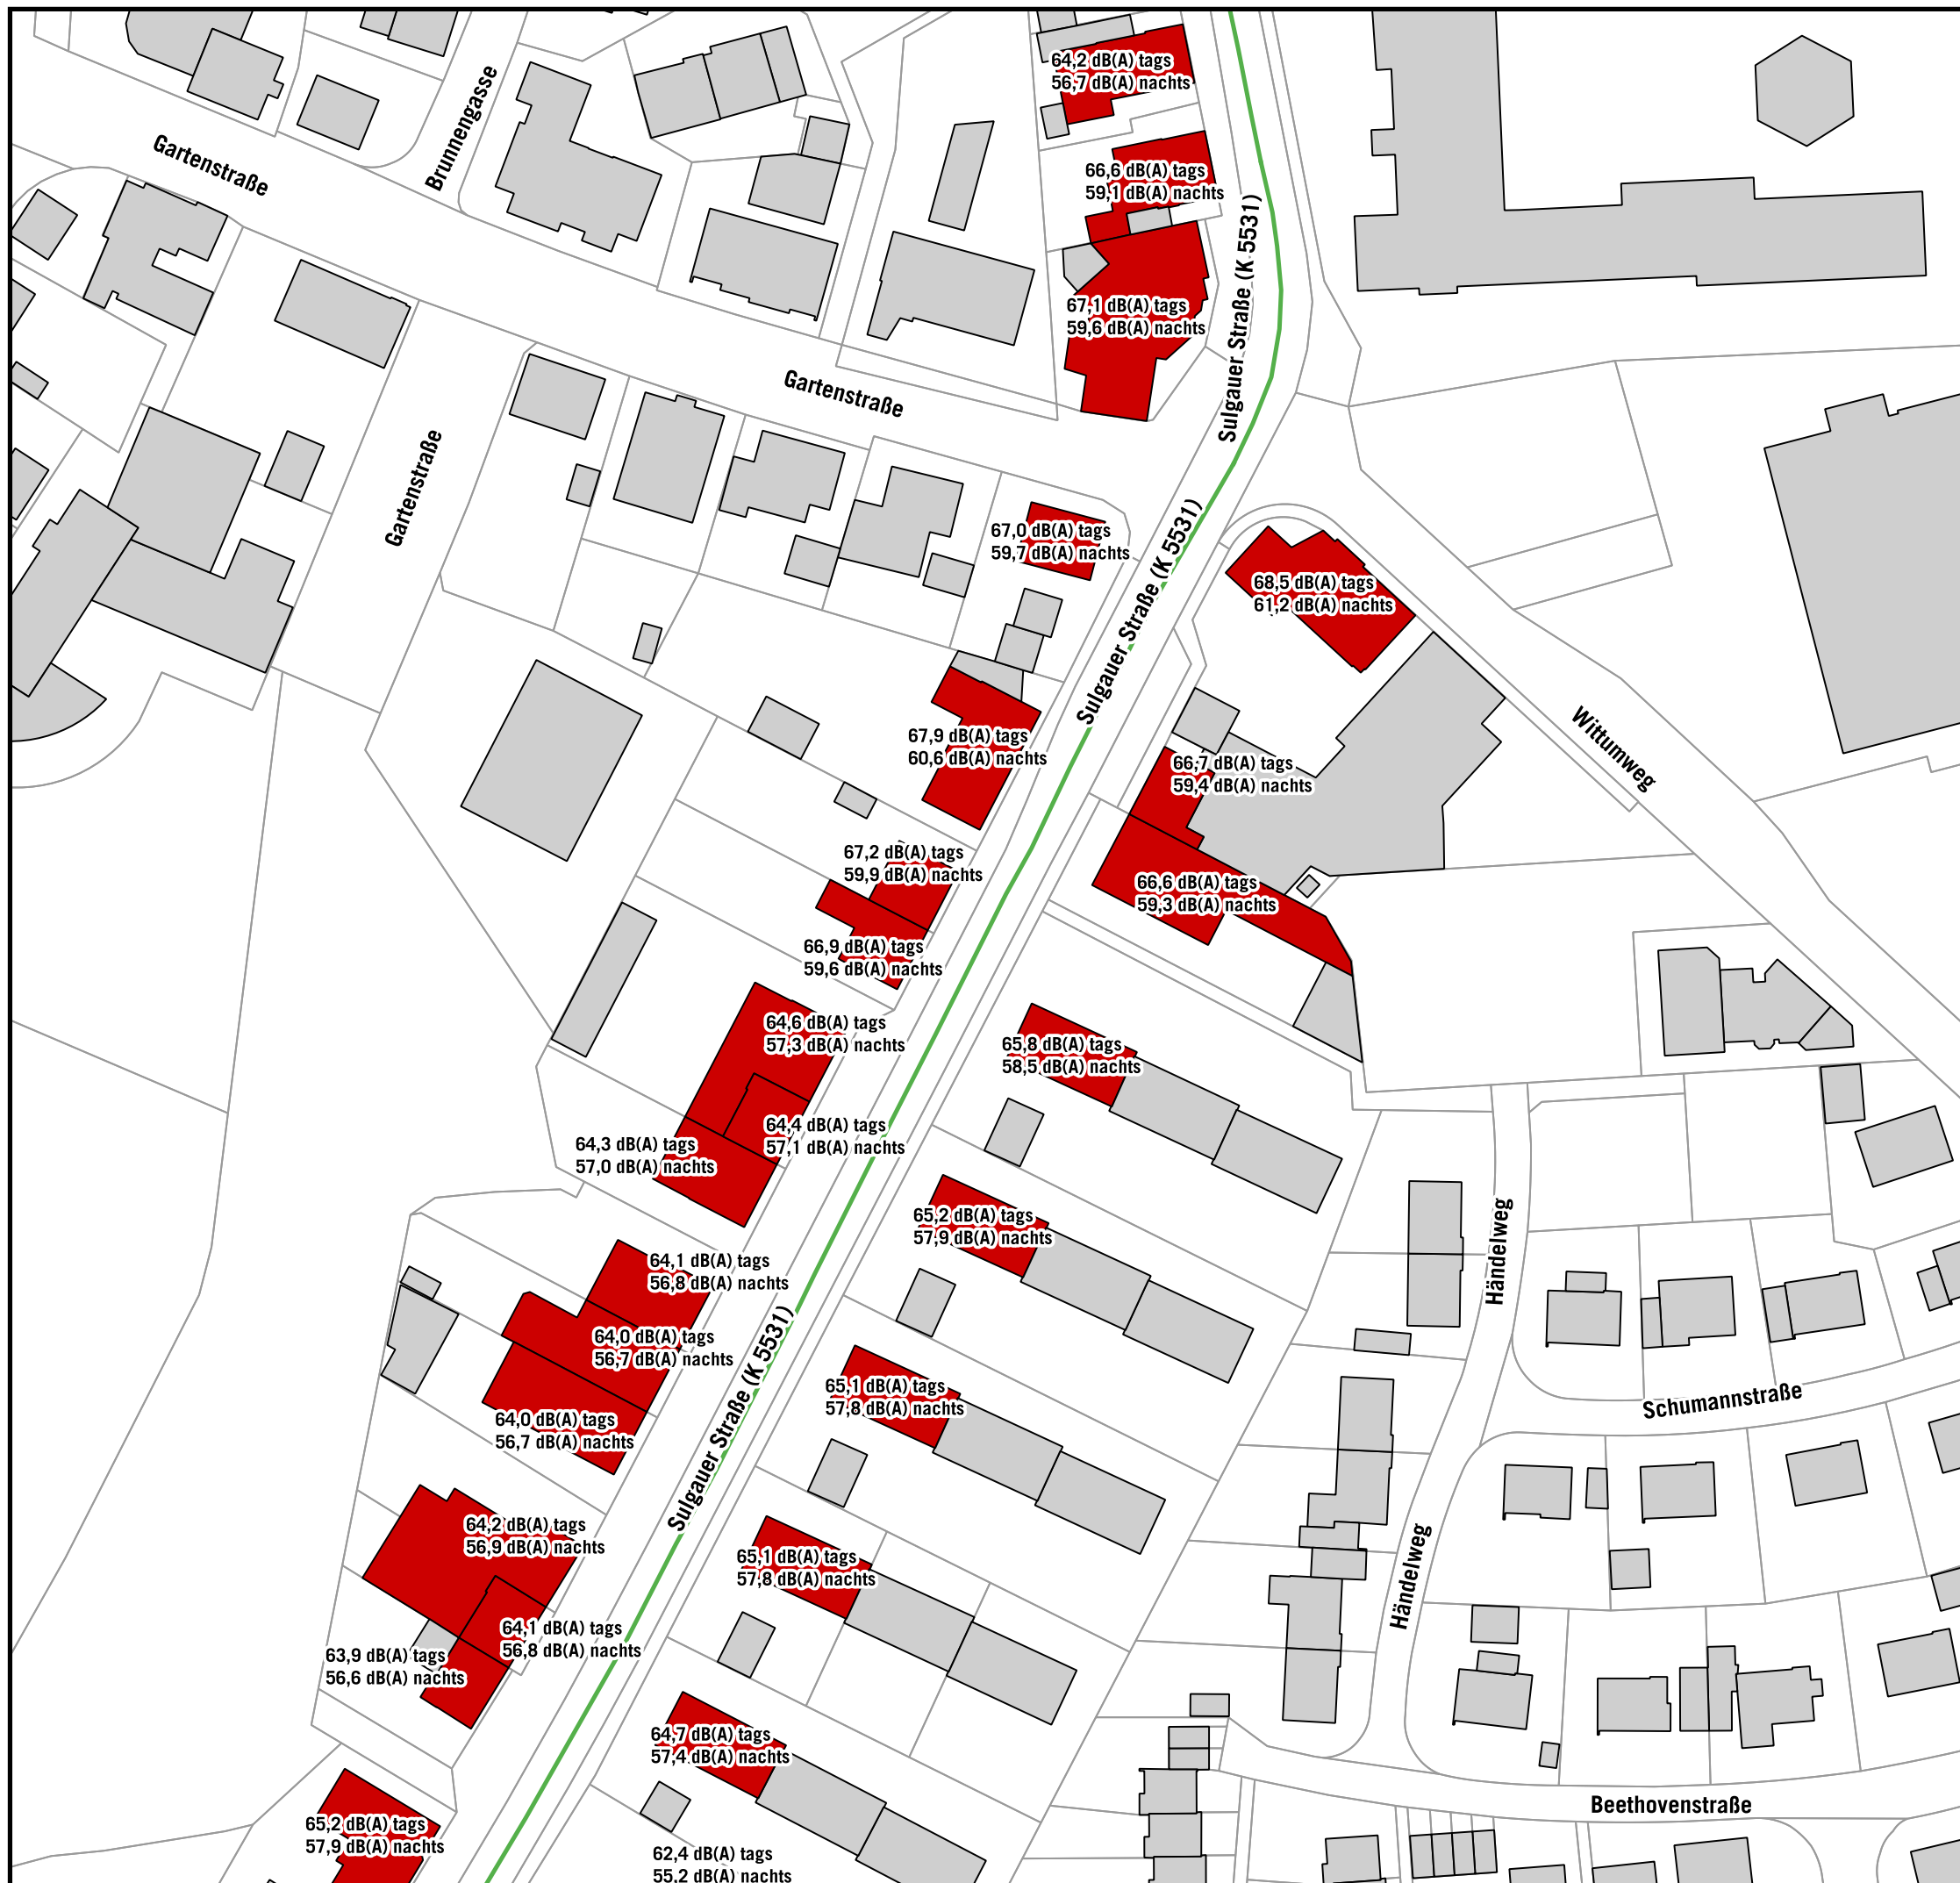 64,2 dB(A) tags
56,7 dB(A) nachts
Brunnengasse
Gartenstraße
66,6 dB(A) tags
59,1 dB(A) nachts
Sulgauer Straße (K 5531)
67,1 dB(A) tags
59,6 dB(A) nachts
Gartenstraße
Gartenstraße
67,0 dB(A) tags
59,7 dB(A) nachts
Sulgauer Straße (K 5531)
68,5 dB(A) tags
61,2 dB(A) nachts
Wittumweg
67,9 dB(A) tags
60,6 dB(A) nachts
66,7 dB(A) tags
59,4 dB(A) nachts
67,2 dB(A) tags
59,9 dB(A) nachts
66,6 dB(A) tags
59,3 dB(A) nachts
66,9 dB(A) tags
59,6 dB(A) nachts
64,6 dB(A) tags
57,3 dB(A) nachts
65,8 dB(A) tags
58,5 dB(A) nachts
64,4 dB(A) tags
57,1 dB(A) nachts
64,3 dB(A) tags
57,0 dB(A) nachts
65,2 dB(A) tags
57,9 dB(A) nachts
Händelweg
64,1 dB(A) tags
56,8 dB(A) nachts
64,0 dB(A) tags
56,7 dB(A) nachts
Sulgauer Straße (K 5531)
65,1 dB(A) tags
57,8 dB(A) nachts
Schumannstraße
64,0 dB(A) tags
56,7 dB(A) nachts
64,2 dB(A) tags
56,9 dB(A) nachts
65,1 dB(A) tags
57,8 dB(A) nachts
Händelweg
64,1 dB(A) tags
56,8 dB(A) nachts
63,9 dB(A) tags
56,6 dB(A) nachts
64,7 dB(A) tags
57,4 dB(A) nachts
Beethovenstraße
65,2 dB(A) tags
57,9 dB(A) nachts
62,4 dB(A) tags
55,2 dB(A) nachts